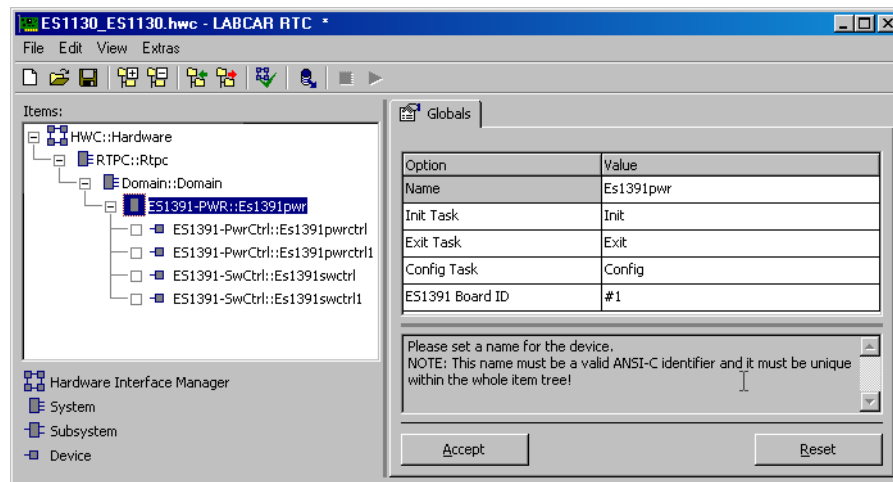 ES1130_ES1130.hwc - LABCAR RTC *
File Edit View Extras
Items:
HWC::Hardware
RTPC::Rtpc
Domain::Domain
ES1391-PWR::Es1391pwr
ES1391-PwrCtrl::Es1391pwrctrl
ES1391-PwrCtrl::Es1391pwrctrl1
ES1391-SwCtrl::Es1391swctrl
ES1391-SwCtrl::Es1391swctrl1
Hardware Interface Manager
System
Subsystem
Device
Globals
Option Value
Name Es1391pwr
Init Task Init
Exit Task Exit
Config Task Config
ES1391 Board ID #1
Please set a name for the device.
NOTE: This name must be a valid ANSI-C identifier and it must be unique
within the whole item tree!
Accept Reset